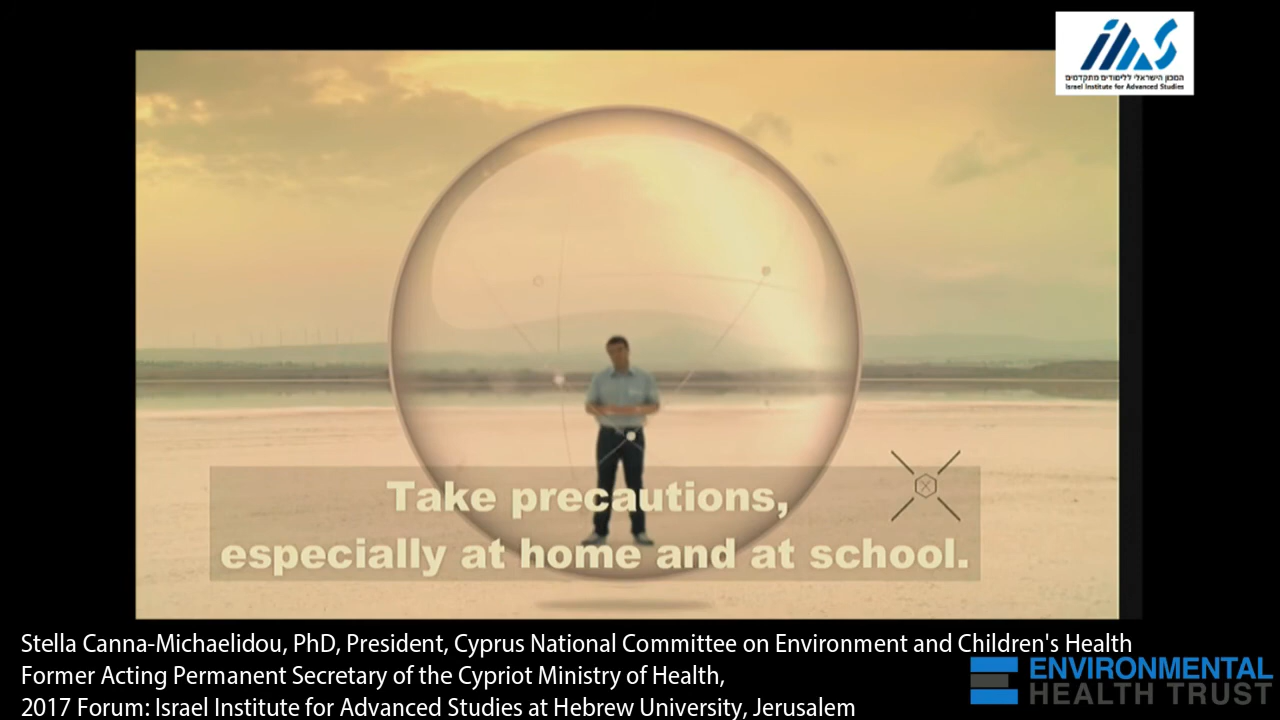 המכון הישראלי ללימודים מתקדמים
Israel Institute for Advanced Studies
Take precautions,
especially at home and at school.
Stella Canna-Michaelidou, PhD, President, Cyprus National Committee on Environment and Children's Health
Former Acting Permanent Secretary of the Cypriot Ministry of Health,
2017 Forum: Israel Institute for Advanced Studies at Hebrew University, Jerusalem
ENVIRONMENTAL
HEALTH TRUST